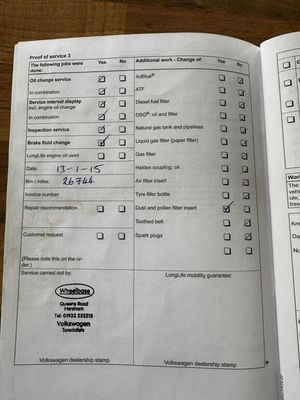 Proof of service 3
The following jobs were done: Yes No
Oil change service
In combination
Service interval display
incl. engine oil change
In combination
Inspection service
Brake fluid change
LongLife engine oil used
Date: 13-1-15
Km / miles: 26744
Invoice number:
Repair recommendation
Customer request
(Please note this on the order.)
Additional work - Change of: Yes No
AdBlue®
ATF
Diesel fuel filter
DSG®: oil and filter
Natural gas tank and pipelines
Liquid gas filter (paper filter)
Gas filter
Haldex coupling: oil
Air filter insert
Tyre filler bottle
Dust and pollen filter insert
Toothed belt
Spark plugs
Service carried out by:
Wheelbase
Queens Road
Hersham
Tel: 01932 252515
Volkswagen
Specialists
Volkswagen dealership stamp
LongLife mobility guarantee:
Volkswagen dealership stamp